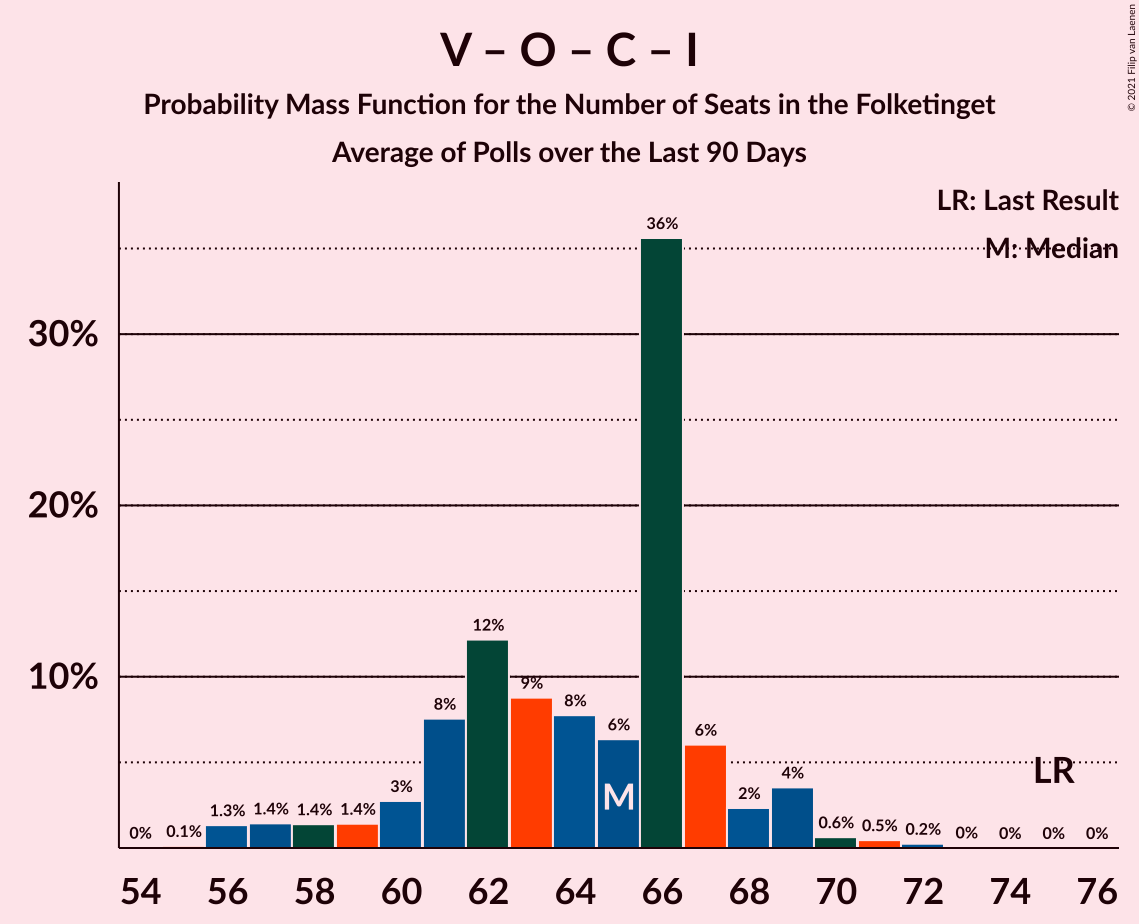 V – O – C – I
Probability Mass Function for the Number of Seats in the Folketinget
Average of Polls over the Last 90 Days
© 2021 Filip van Laenen
LR: Last Result
M: Median
30%
20%
10%
0%
0.1%
1.3%
1.4%
1.4%
1.4%
3%
8%
12%
9%
8%
6%
36%
6%
2%
4%
0.6%
0.5%
0.2%
0%
0%
0%
0%
M
LR
54 56 58 60 62 64 66 68 70 72 74 76